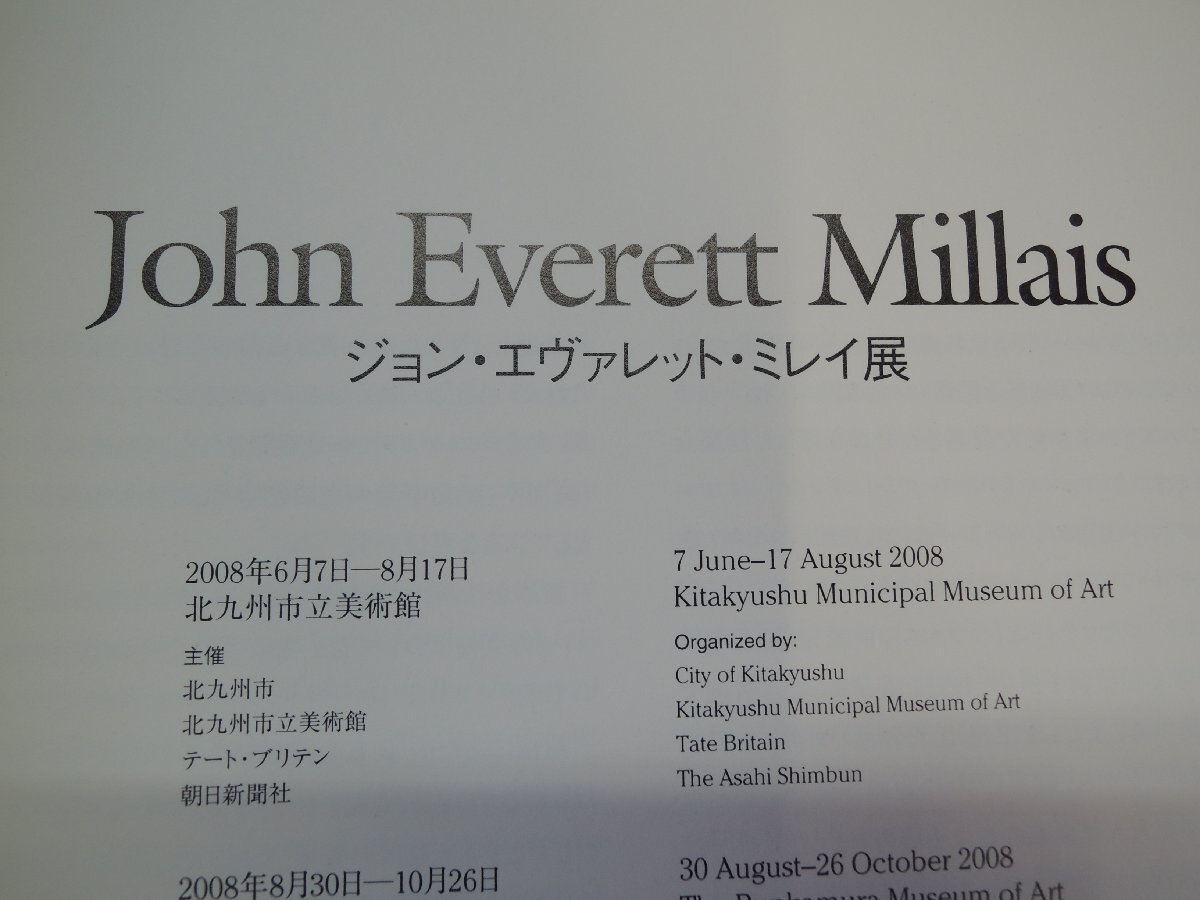 John Everett Millais
ジョン・エヴァレット・ミレイ展
2008年6月7日―8月17日
北九州市立美術館
主催
北九州市
北九州市立美術館
テート・ブリテン
朝日新聞社
2008年8月30日―10月26日
7 June–17 August 2008
Kitakyushu Municipal Museum of Art
Organized by:
City of Kitakyushu
Kitakyushu Municipal Museum of Art
Tate Britain
The Asahi Shimbun
30 August–26 October 2008
The Bunkamura Museum of Art